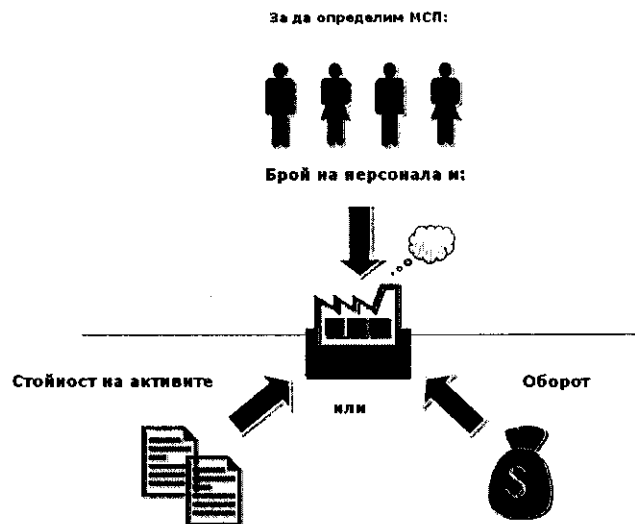 За да определим МСП:
Брой на персонала и:
Стойност на активите
или
Оборот
$